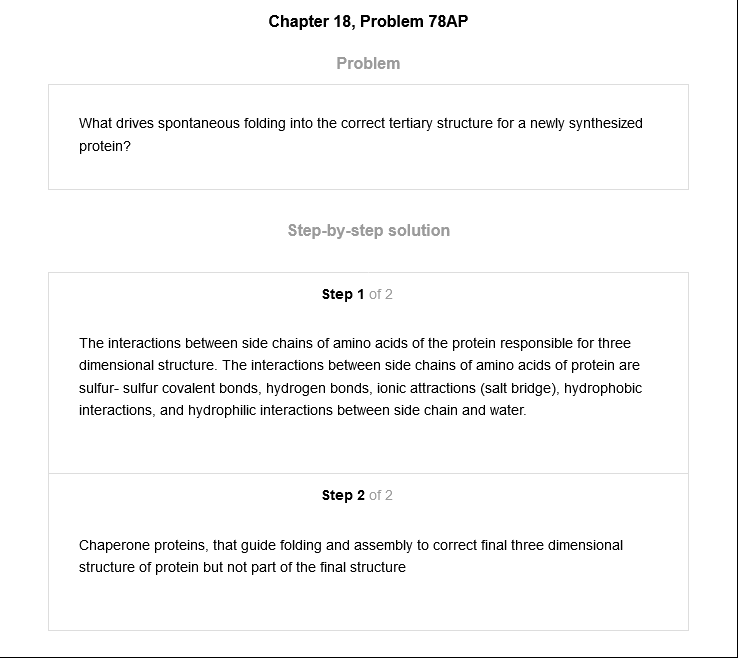 Chapter 18, Problem 78AP
Problem
What drives spontaneous folding into the correct tertiary structure for a newly synthesized
protein?
Step-by-step solution
Step 1 of 2
The interactions between side chains of amino acids of the protein responsible for three
dimensional structure. The interactions between side chains of amino acids of protein are
sulfur- sulfur covalent bonds, hydrogen bonds, ionic attractions (salt bridge), hydrophobic
interactions, and hydrophilic interactions between side chain and water.
Step 2 of 2
Chaperone proteins, that guide folding and assembly to correct final three dimensional
structure of protein but not part of the final structure